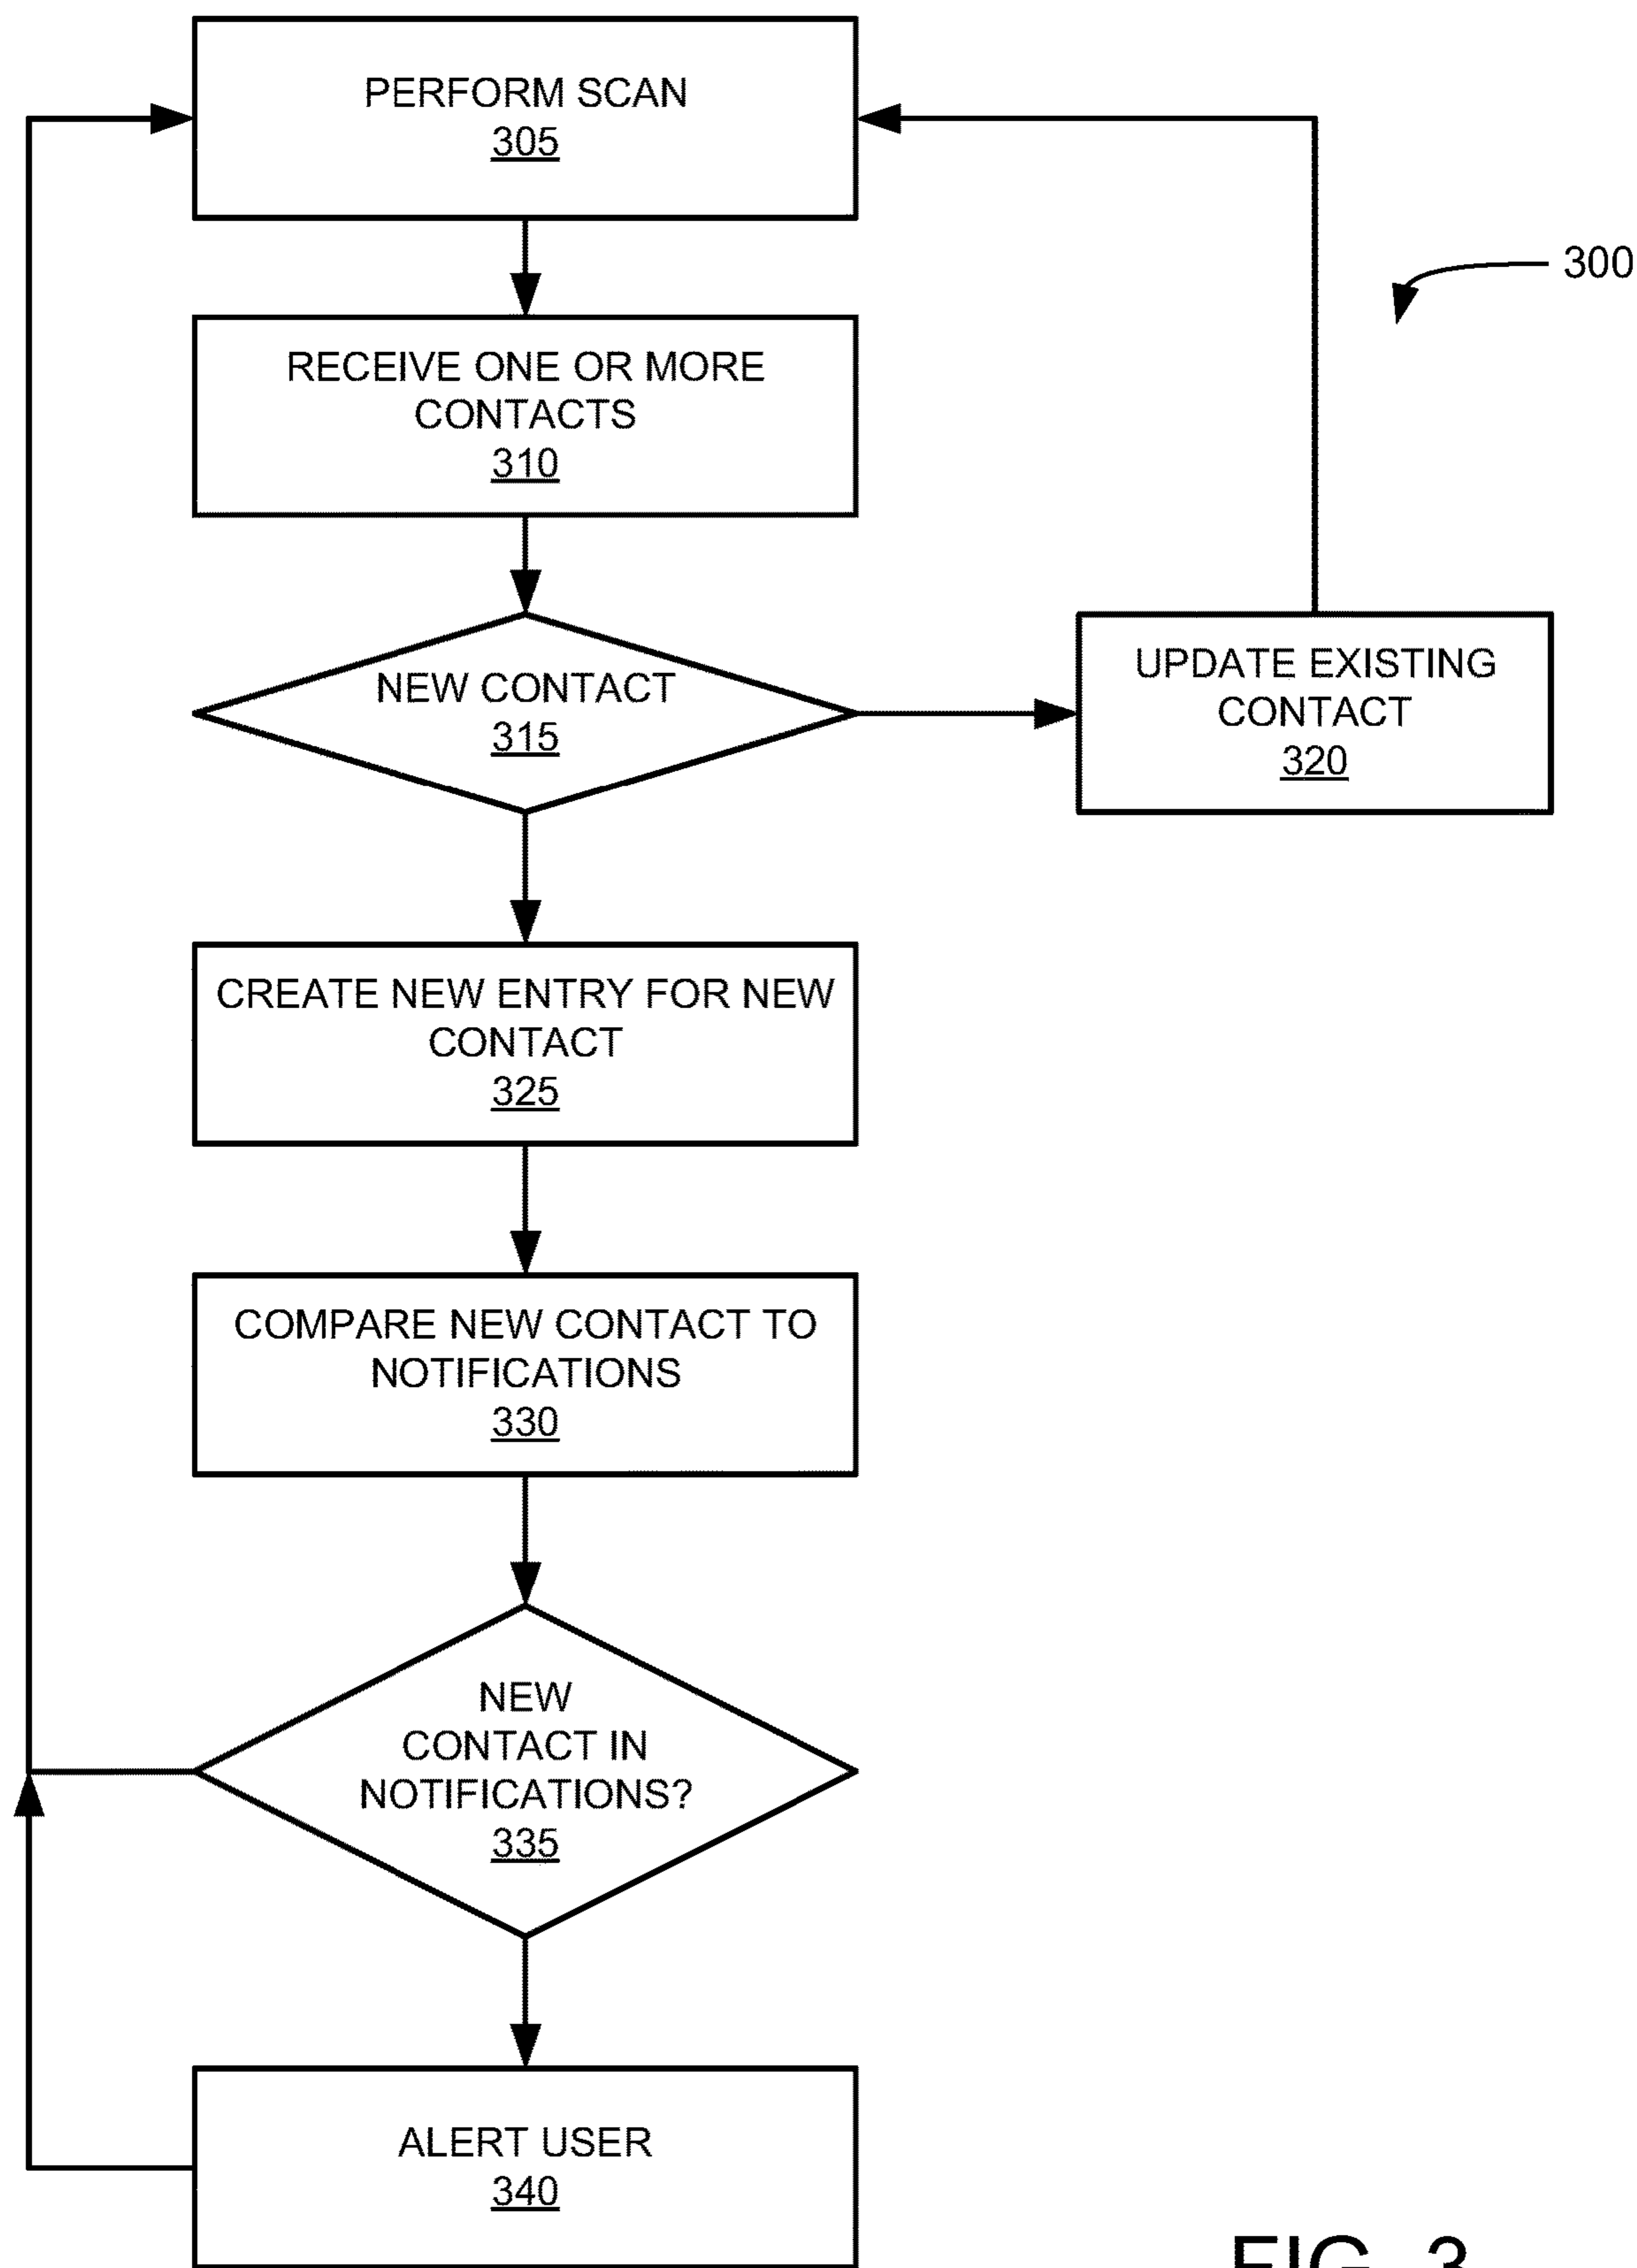 PERFORM SCAN
305
300
RECEIVE ONE OR MORE
CONTACTS
310
NEW CONTACT
315
UPDATE EXISTING
CONTACT
320
CREATE NEW ENTRY FOR NEW
CONTACT
325
COMPARE NEW CONTACT TO
NOTIFICATIONS
330
NEW
CONTACT IN
NOTIFICATIONS?
335
ALERT USER
340
FIG. 3